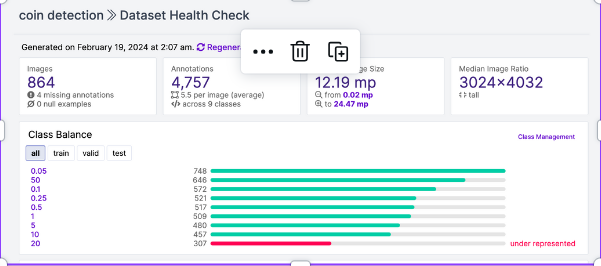 coin detection » Dataset Health Check
Generated on February 19, 2024 at 2:07 am. Regenera
Images
864
4 missing annotations
0 null examples
Annotations
4,757
5.5 per image (average)
across 9 classes
ge Size
12.19 mp
from 0.02 mp
to 24.47 mp
Median Image Ratio
3024×4032
tall
Class Balance
Class Management
all train valid test
0.05 748
50 646
0.1 572
0.25 521
0.5 517
1 509
5 480
10 457
20 307 under represented